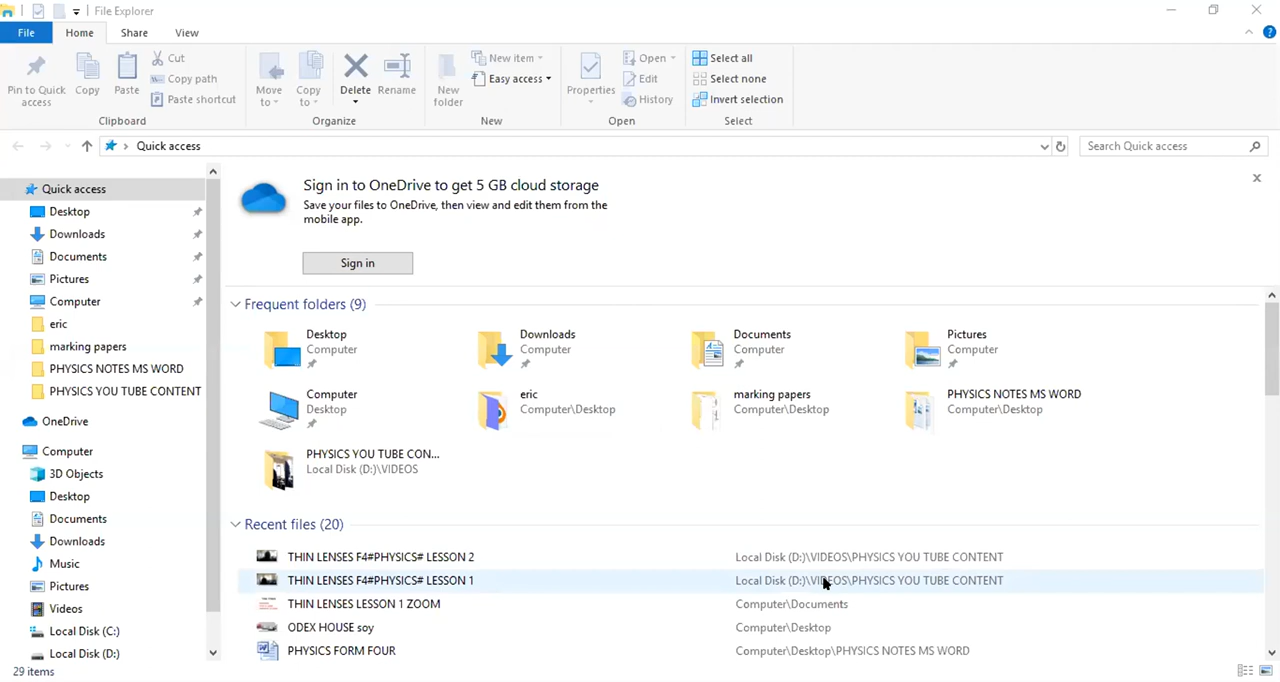 File Explorer
File Home Share View
Pin to Quick access
Copy
Paste
Cut
Copy path
Paste shortcut
Clipboard
Move to
Copy to
Delete
Rename
Organize
New folder
New item
Easy access
New
Properties
Open
Edit
History
Open
Select all
Select none
Invert selection
Select
Quick access
Search Quick access
Quick access
Desktop
Downloads
Documents
Pictures
Computer
eric
marking papers
PHYSICS NOTES MS WORD
PHYSICS YOU TUBE CONTENT
OneDrive
Computer
3D Objects
Desktop
Documents
Downloads
Music
Pictures
Videos
Local Disk (C:)
Local Disk (D:)
Sign in to OneDrive to get 5 GB cloud storage
Save your files to OneDrive, then view and edit them from the
mobile app.
Sign in
Frequent folders (9)
Desktop
Computer
Downloads
Computer
Documents
Computer
Pictures
Computer
Computer
Desktop
eric
Computer\Desktop
marking papers
Computer\Desktop
PHYSICS NOTES MS WORD
Computer\Desktop
PHYSICS YOU TUBE CON...
Local Disk (D:)\VIDEOS
Recent files (20)
THIN LENSES F4#PHYSICS# LESSON 2 Local Disk (D:)\VIDEOS\PHYSICS YOU TUBE CONTENT
THIN LENSES F4#PHYSICS# LESSON 1 Local Disk (D:)\VIDEOS\PHYSICS YOU TUBE CONTENT
THIN LENSES LESSON 1 ZOOM Computer\Documents
ODEX HOUSE soy Computer\Desktop
PHYSICS FORM FOUR Computer\Desktop\PHYSICS NOTES MS WORD
29 items